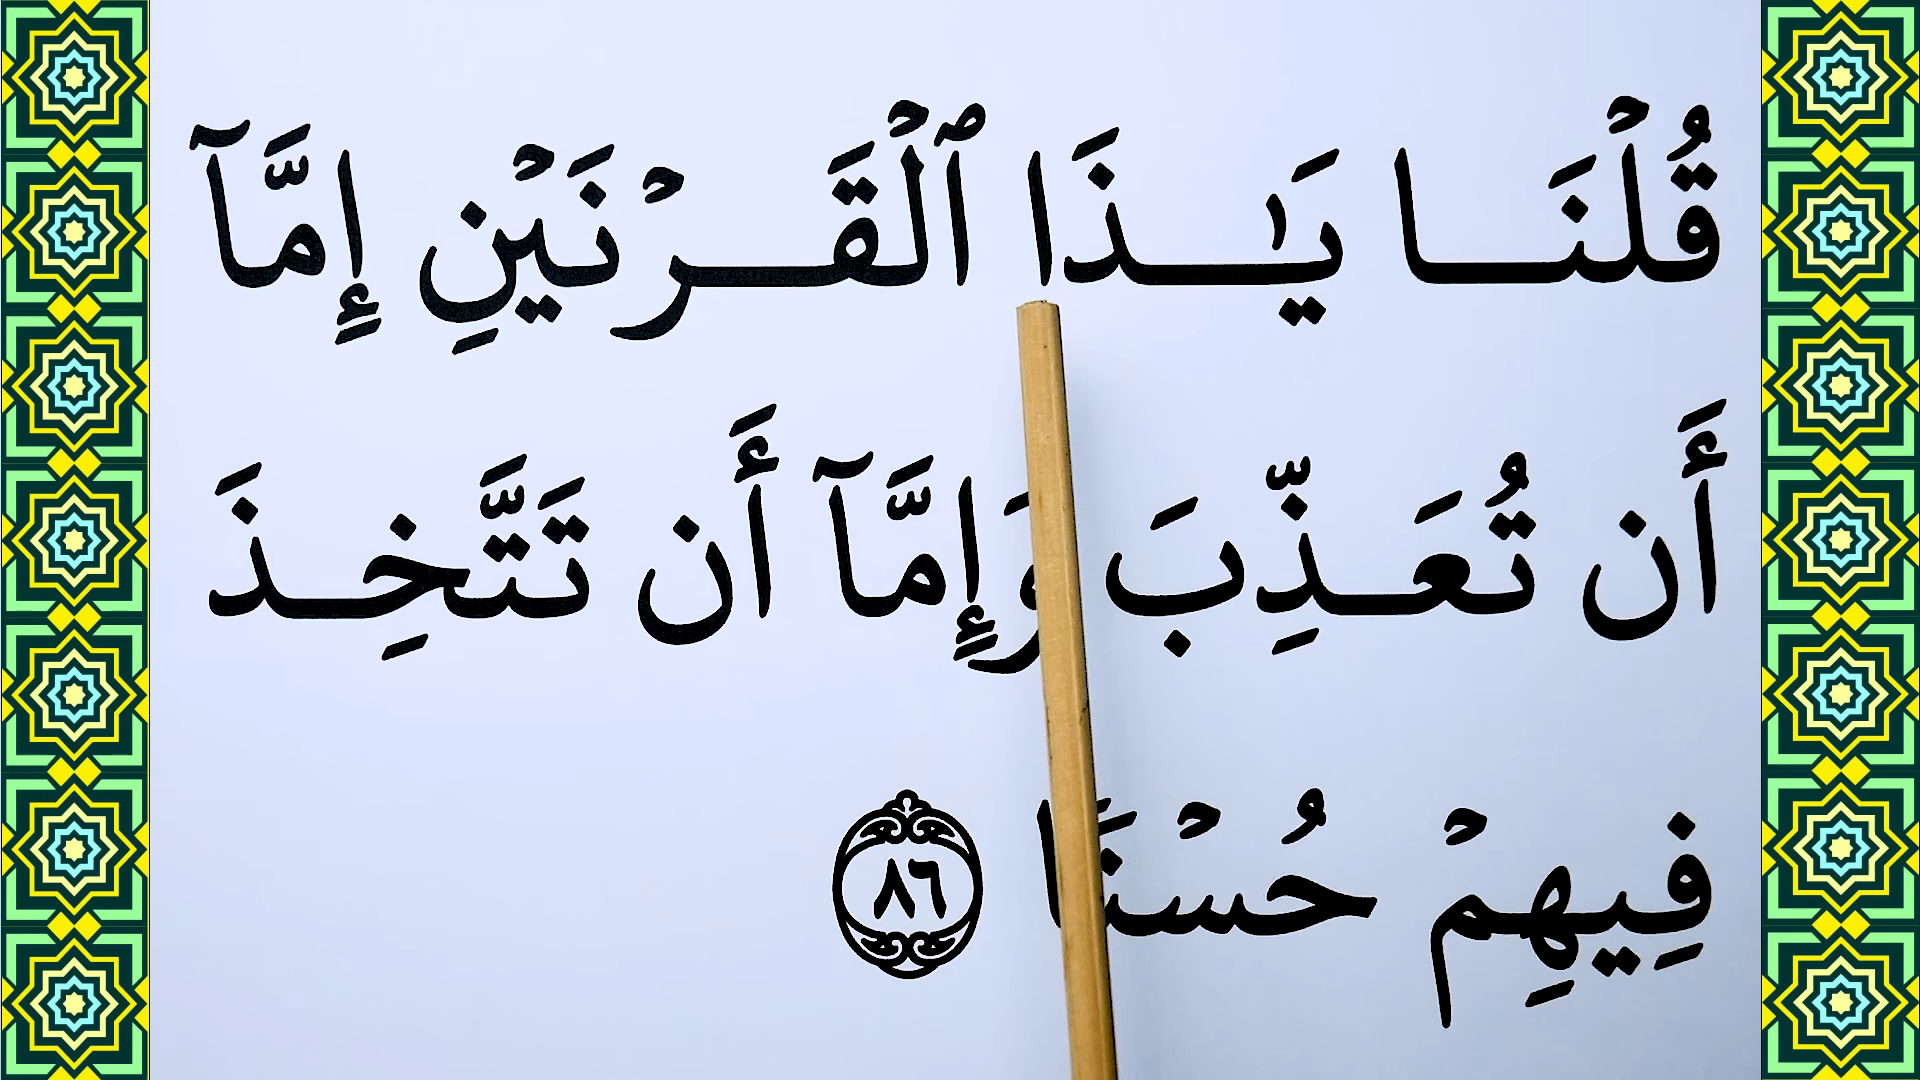 قُلْنَا يَٰذَا ٱلْقَرْنَيْنِ إِمَّآ
أَن تُعَذِّبَ وَإِمَّآ أَن تَتَّخِذَ
فِيهِمْ حُسْنًا ٨٦